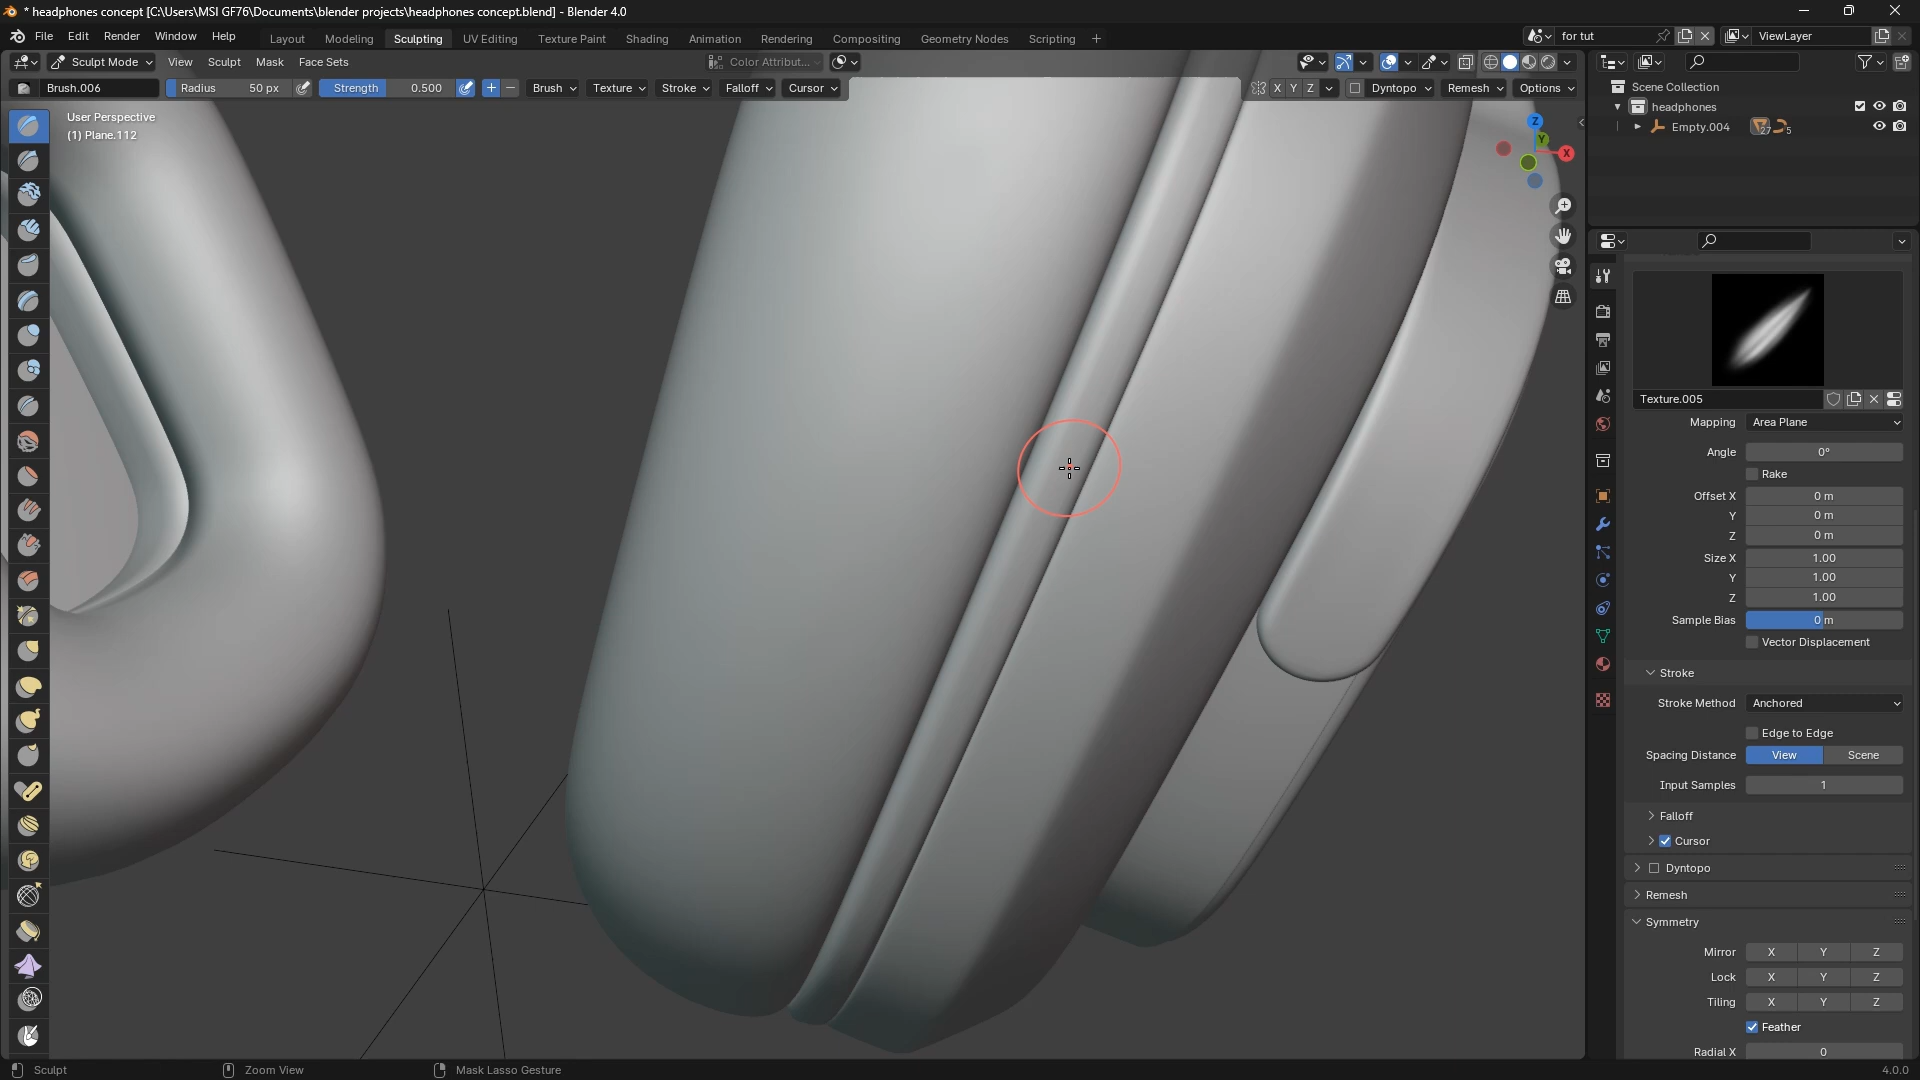 * headphones concept [C:\Users\MSI GF76\Documents\blender projects\headphones concept.blend] - Blender 4.0
File Edit Render Window Help
Layout Modeling Sculpting UV Editing Texture Paint Shading Animation Rendering Compositing Geometry Nodes Scripting +
for tut
ViewLayer
Sculpt Mode View Sculpt Mask Face Sets
Color Attribut...
Brush.006
Radius 50 px
Strength 0.500
Brush Texture Stroke Falloff Cursor
X Y Z
Dyntopo Remesh Options
User Perspective
(1) Plane.112
Z
Y
X
Scene Collection
headphones
Empty.004
27
5
Texture.005
Mapping Area Plane
Angle 0°
Rake
Offset X 0 m
Y 0 m
Z 0 m
Size X 1.00
Y 1.00
Z 1.00
Sample Bias 0 m
Vector Displacement
Stroke
Stroke Method Anchored
Edge to Edge
Spacing Distance View Scene
Input Samples 1
Falloff
Cursor
Dyntopo
Remesh
Symmetry
Mirror X Y Z
Lock X Y Z
Tiling X Y Z
Feather
Radial X 0
Sculpt
Zoom View
Mask Lasso Gesture
4.0.0